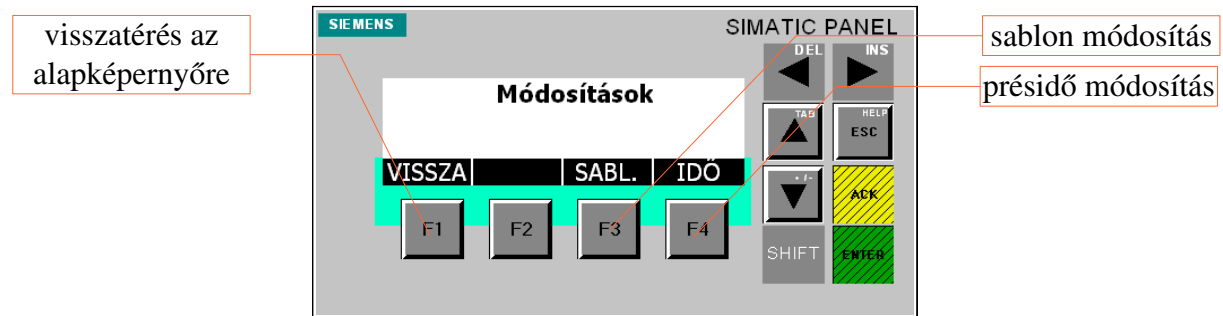 visszatérés az
alapképernyőre
SIEMENS
SIMATIC PANEL
sablon módosítás
présidő módosítás
DEL
INS
Módosítások
TAB
HELP
ESC
VISSZA
SABL.
IDŐ
+ /-
ACK
F1
F2
F3
F4
SHIFT
ENTER